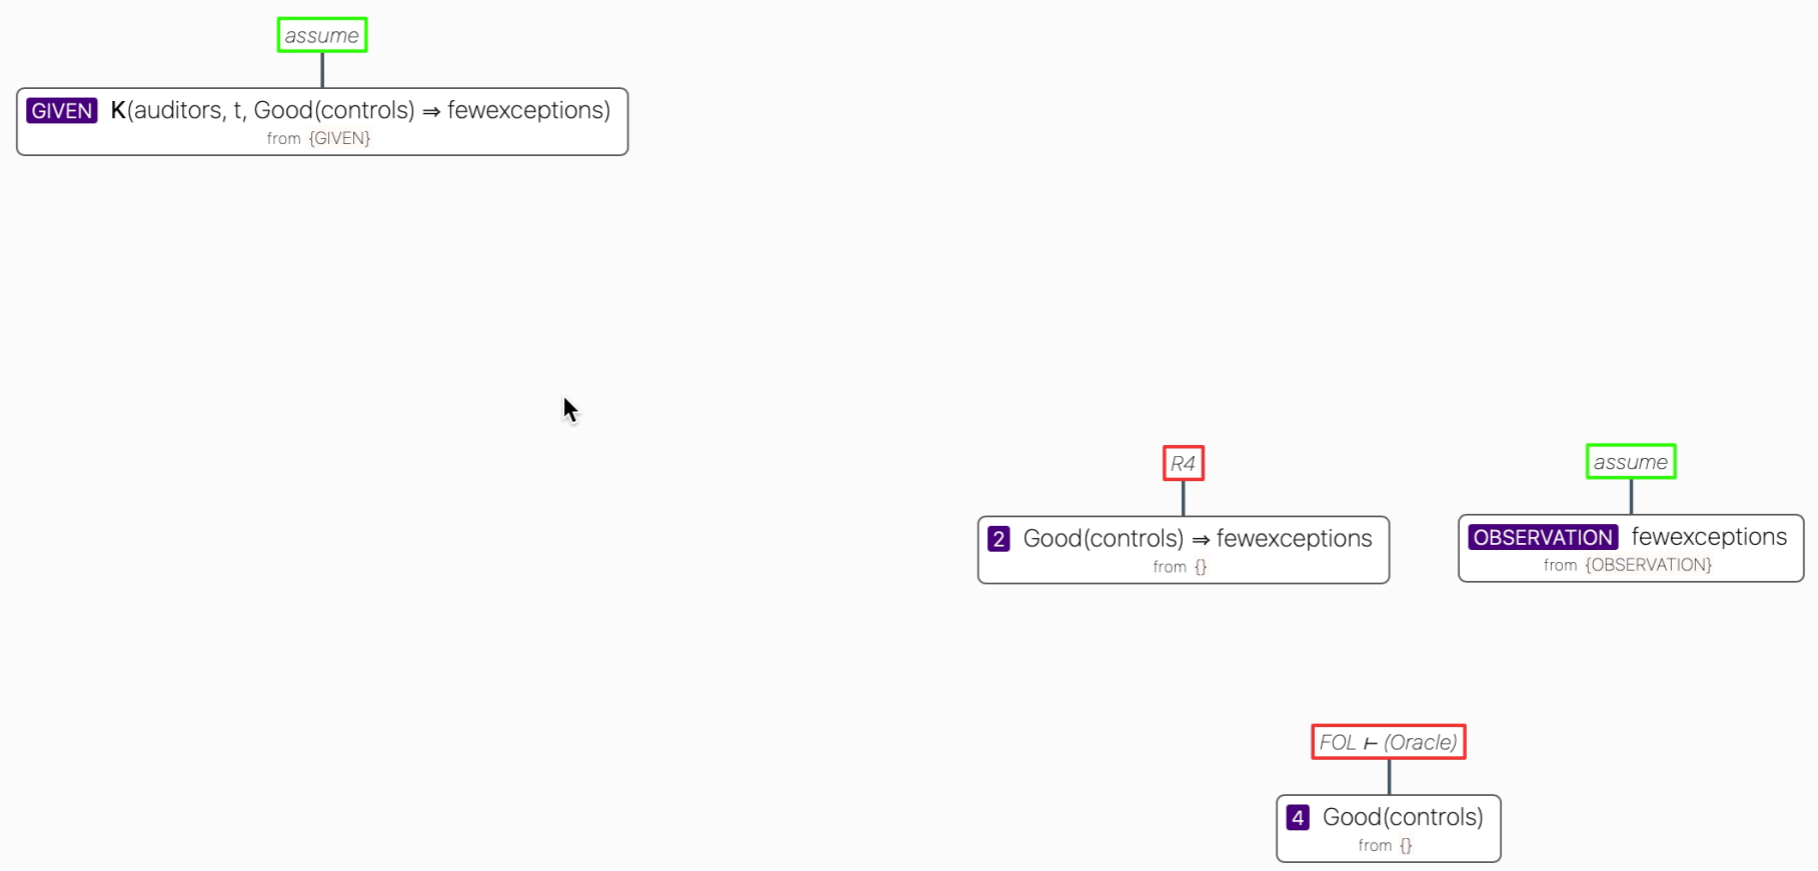 assume
GIVEN K(auditors, t, Good(controls) ⇒ fewexceptions)
from {GIVEN}
R4
assume
2 Good(controls) ⇒ fewexceptions
from {}
OBSERVATION fewexceptions
from {OBSERVATION}
FOL ⊢ (Oracle)
4 Good(controls)
from {}